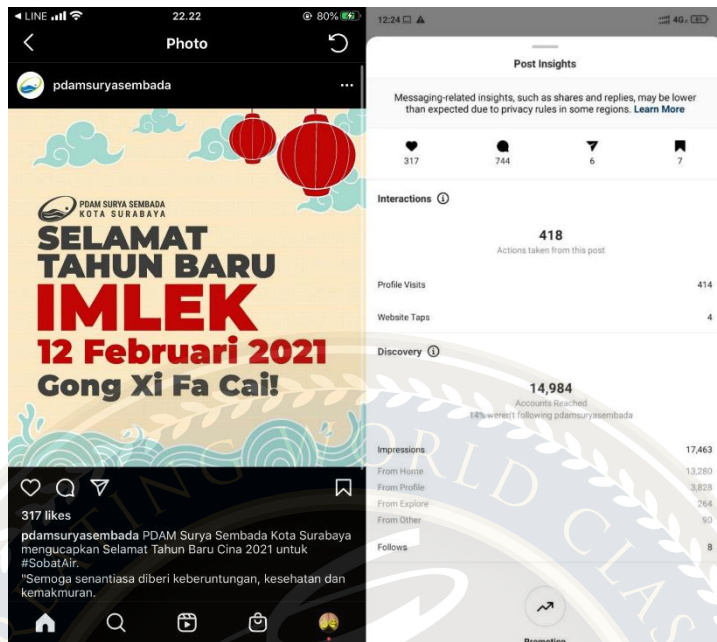 LINE
22.22
80%
Photo
pdamsuryasembada
PDAM SURYA SEMBADA
KOTA SURABAYA
SELAMAT
TAHUN BARU
IMLEK
12 Februari 2021
Gong Xi Fa Cai!
317 likes
pdamsuryasembada PDAM Surya Sembada Kota Surabaya
mengucapkan Selamat Tahun Baru Cina 2021 untuk
#SobatAir.
"Semoga senantiasa diberi keberuntungan, kesehatan dan
kemakmuran.
12:24
4G
Post Insights
Messaging-related insights, such as shares and replies, may be lower
than expected due to privacy rules in some regions. Learn More
317 744 6 7
Interactions
418
Actions taken from this post
Profile Visits 414
Website Taps 4
Discovery
14,984
Accounts Reached
14% weren't following pdamsuryasembada
Impressions 17,463
From Home 13,280
From Profile 3,828
From Explore 264
From Other 90
Follows 8
Promoting
WORLD CLAS